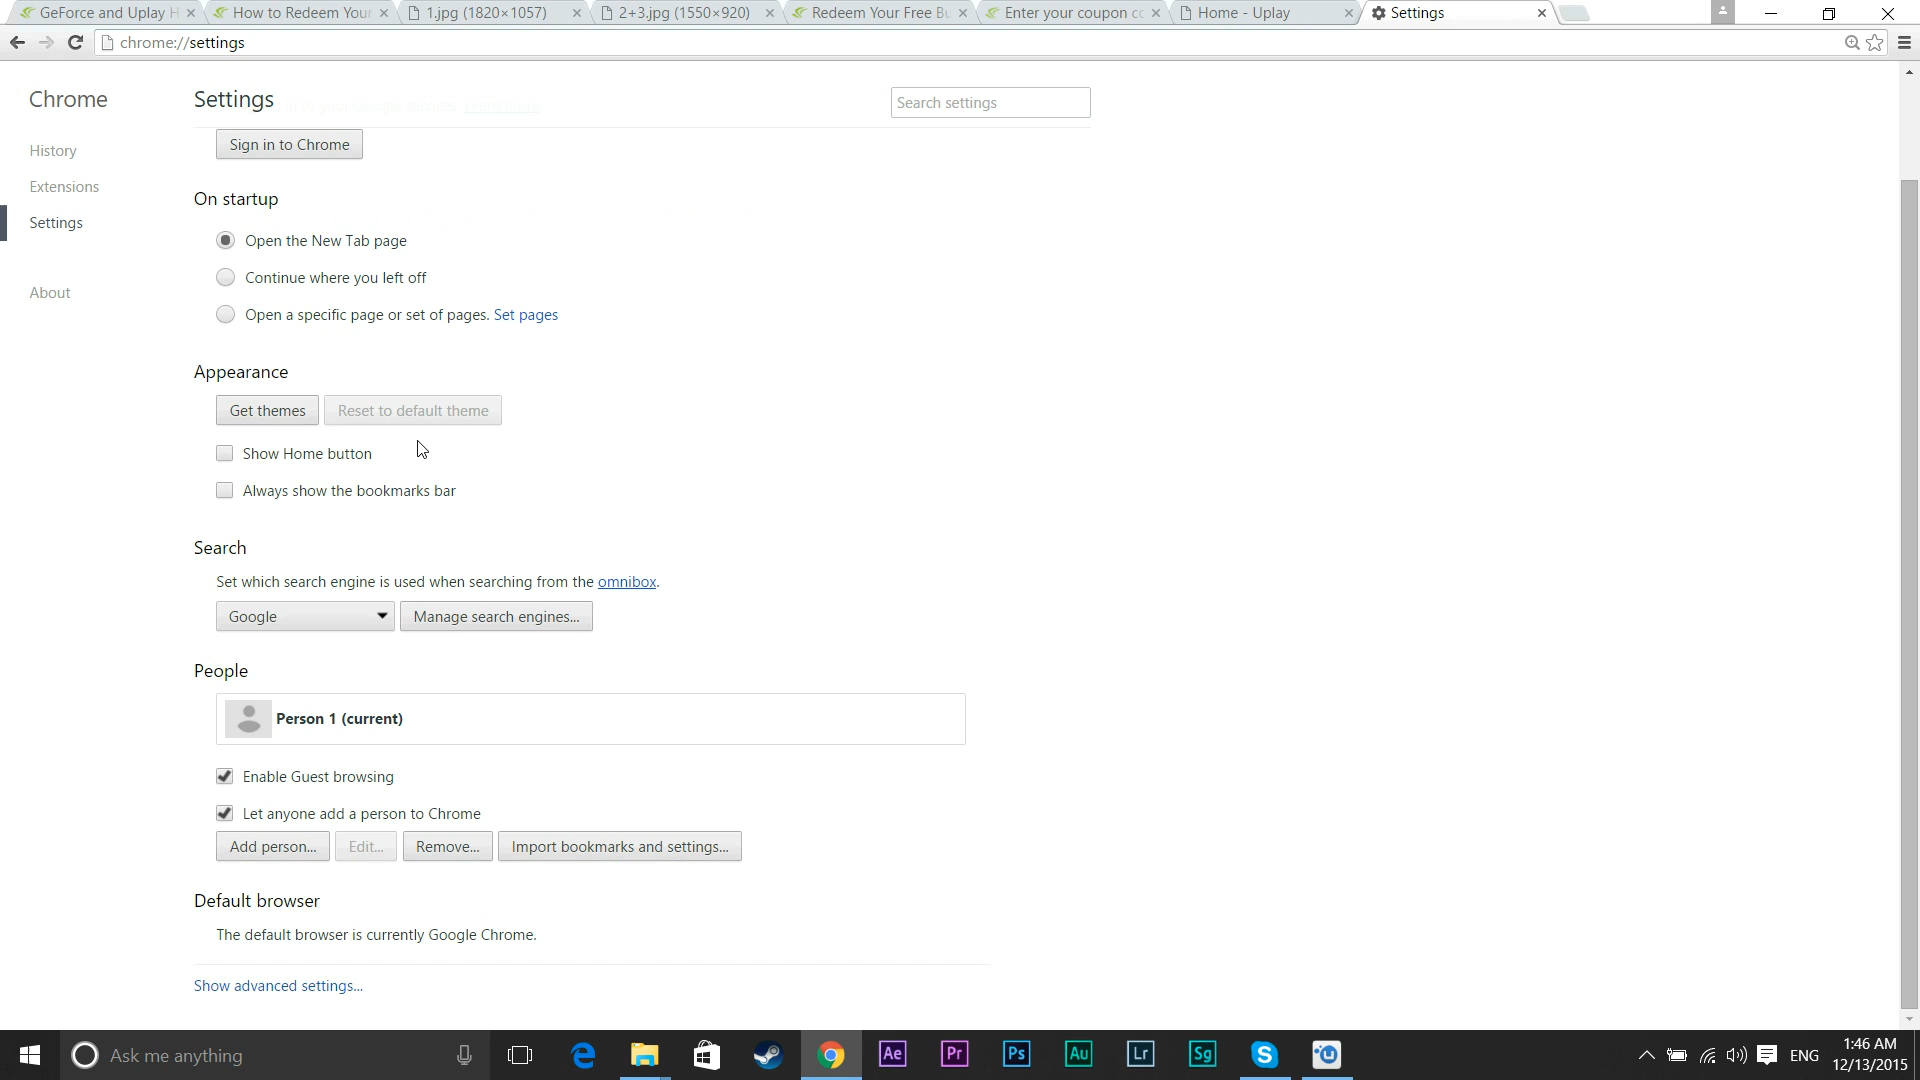 GeForce and Uplay H
How to Redeem Your
1.jpg (1820×1057)
2+3.jpg (1550×920)
Redeem Your Free Bu
Enter your coupon co
Home - Uplay
Settings
chrome://settings
Chrome
Settings
Search settings
History
Extensions
Settings
About
Sign in to Chrome
On startup
Open the New Tab page
Continue where you left off
Open a specific page or set of pages. Set pages
Appearance
Get themes
Reset to default theme
Show Home button
Always show the bookmarks bar
Search
Set which search engine is used when searching from the omnibox.
Google
Manage search engines...
People
Person 1 (current)
Enable Guest browsing
Let anyone add a person to Chrome
Add person...
Edit...
Remove...
Import bookmarks and settings...
Default browser
The default browser is currently Google Chrome.
Show advanced settings...
Ask me anything
Ae
Pr
Ps
Au
Lr
Sg
ENG
1:46 AM
12/13/2015